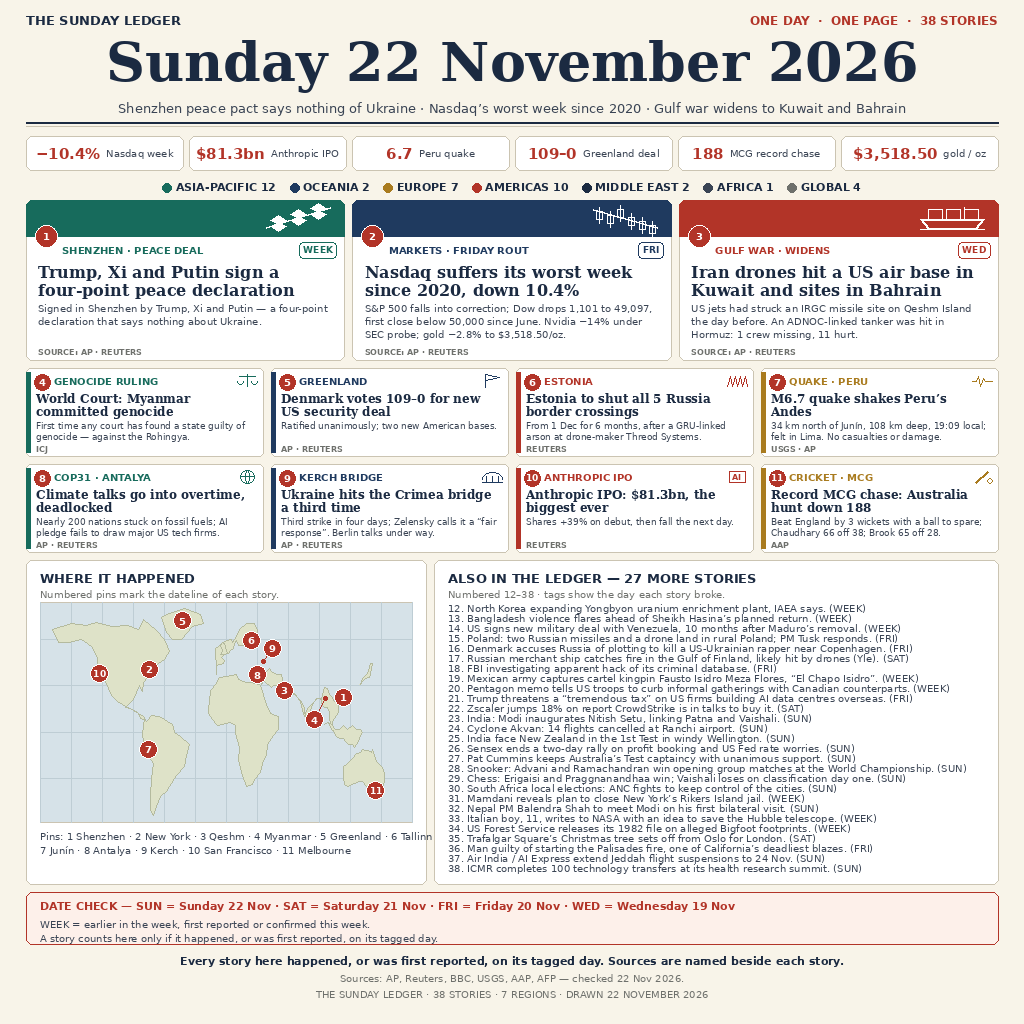 THE SUNDAY LEDGER
ONE DAY · ONE PAGE · 38 STORIES
Sunday 22 November 2026
Shenzhen peace pact says nothing of Ukraine · Nasdaq’s worst week since 2020 · Gulf war widens to Kuwait and Bahrain
−10.4% Nasdaq week
$81.3bn Anthropic IPO
6.7 Peru quake
109–0 Greenland deal
188 MCG record chase
$3,518.50 gold / oz
ASIA-PACIFIC 12
OCEANIA 2
EUROPE 7
AMERICAS 10
MIDDLE EAST 2
AFRICA 1
GLOBAL 4
1
SHENZHEN · PEACE DEAL
WEEK
Trump, Xi and Putin sign a
four-point peace declaration
Signed in Shenzhen by Trump, Xi and Putin — a four-point
declaration that says nothing about Ukraine.
SOURCE: AP · REUTERS
2
MARKETS · FRIDAY ROUT
FRI
Nasdaq suffers its worst week
since 2020, down 10.4%
S&P 500 falls into correction; Dow drops 1,101 to 49,097,
first close below 50,000 since June. Nvidia −14% under
SEC probe; gold −2.8% to $3,518.50/oz.
SOURCE: AP · REUTERS
3
GULF WAR · WIDENS
WED
Iran drones hit a US air base in
Kuwait and sites in Bahrain
US jets had struck an IRGC missile site on Qeshm Island
the day before. An ADNOC-linked tanker was hit in
Hormuz: 1 crew missing, 11 hurt.
SOURCE: AP · REUTERS
4
GENOCIDE RULING
World Court: Myanmar
committed genocide
First time any court has found a state guilty of
genocide — against the Rohingya.
ICJ
5
GREENLAND
Denmark votes 109–0 for new
US security deal
Ratified unanimously; two new American bases.
AP · REUTERS
6
ESTONIA
Estonia to shut all 5 Russia
border crossings
From 1 Dec for 6 months, after a GRU-linked
arson at drone-maker Threod Systems.
REUTERS
7
QUAKE · PERU
M6.7 quake shakes Peru’s
Andes
34 km north of Junín, 108 km deep, 19:09 local;
felt in Lima. No casualties or damage.
USGS · AP
8
COP31 · ANTALYA
Climate talks go into overtime,
deadlocked
Nearly 200 nations stuck on fossil fuels; AI
pledge fails to draw major US tech firms.
AP · REUTERS
9
KERCH BRIDGE
Ukraine hits the Crimea bridge
a third time
Third strike in four days; Zelensky calls it a “fair
response”. Berlin talks under way.
AP · REUTERS
10
ANTHROPIC IPO
AI
Anthropic IPO: $81.3bn, the
biggest ever
Shares +39% on debut, then fall the next day.
REUTERS
11
CRICKET · MCG
Record MCG chase: Australia
hunt down 188
Beat England by 3 wickets with a ball to spare;
Chaudhary 66 off 38; Brook 65 off 28.
AAP
WHERE IT HAPPENED
Numbered pins mark the dateline of each story.
5
6
9
10
2
8
3
1
4
7
11
Pins: 1 Shenzhen · 2 New York · 3 Qeshm · 4 Myanmar · 5 Greenland · 6 Tallinn
7 Junín · 8 Antalya · 9 Kerch · 10 San Francisco · 11 Melbourne
ALSO IN THE LEDGER — 27 MORE STORIES
Numbered 12–38 · tags show the day each story broke.
12. North Korea expanding Yongbyon uranium enrichment plant, IAEA says. (WEEK)
13. Bangladesh violence flares ahead of Sheikh Hasina’s planned return. (WEEK)
14. US signs new military deal with Venezuela, 10 months after Maduro’s removal. (WEEK)
15. Poland: two Russian missiles and a drone land in rural Poland; PM Tusk responds. (FRI)
16. Denmark accuses Russia of plotting to kill a US-Ukrainian rapper near Copenhagen. (FRI)
17. Russian merchant ship catches fire in the Gulf of Finland, likely hit by drones (Yle). (SAT)
18. FBI investigating apparent hack of its criminal database. (FRI)
19. Mexican army captures cartel kingpin Fausto Isidro Meza Flores, “El Chapo Isidro”. (WEEK)
20. Pentagon memo tells US troops to curb informal gatherings with Canadian counterparts. (WEEK)
21. Trump threatens a “tremendous tax” on US firms building AI data centres overseas. (FRI)
22. Zscaler jumps 18% on report CrowdStrike is in talks to buy it. (SAT)
23. India: Modi inaugurates Nitish Setu, linking Patna and Vaishali. (SUN)
24. Cyclone Akvan: 14 flights cancelled at Ranchi airport. (SUN)
25. India face New Zealand in the 1st Test in windy Wellington. (SUN)
26. Sensex ends a two-day rally on profit booking and US Fed rate worries. (SUN)
27. Pat Cummins keeps Australia’s Test captaincy with unanimous support. (SUN)
28. Snooker: Advani and Ramachandran win opening group matches at the World Championship. (SUN)
29. Chess: Erigaisi and Praggnanandhaa win; Vaishali loses on classification day one. (SUN)
30. South Africa local elections: ANC fights to keep control of the cities. (SUN)
31. Mamdani reveals plan to close New York’s Rikers Island jail. (WEEK)
32. Nepal PM Balendra Shah to meet Modi on his first bilateral visit. (SUN)
33. Italian boy, 11, writes to NASA with an idea to save the Hubble telescope. (WEEK)
34. US Forest Service releases its 1982 file on alleged Bigfoot footprints. (WEEK)
35. Trafalgar Square’s Christmas tree sets off from Oslo for London. (SAT)
36. Man guilty of starting the Palisades fire, one of California’s deadliest blazes. (FRI)
37. Air India / AI Express extend Jeddah flight suspensions to 24 Nov. (SUN)
38. ICMR completes 100 technology transfers at its health research summit. (SUN)
DATE CHECK — SUN = Sunday 22 Nov · SAT = Saturday 21 Nov · FRI = Friday 20 Nov · WED = Wednesday 19 Nov
WEEK = earlier in the week, first reported or confirmed this week.
A story counts here only if it happened, or was first reported, on its tagged day.
Every story here happened, or was first reported, on its tagged day. Sources are named beside each story.
Sources: AP, Reuters, BBC, USGS, AAP, AFP — checked 22 Nov 2026.
THE SUNDAY LEDGER · 38 STORIES · 7 REGIONS · DRAWN 22 NOVEMBER 2026